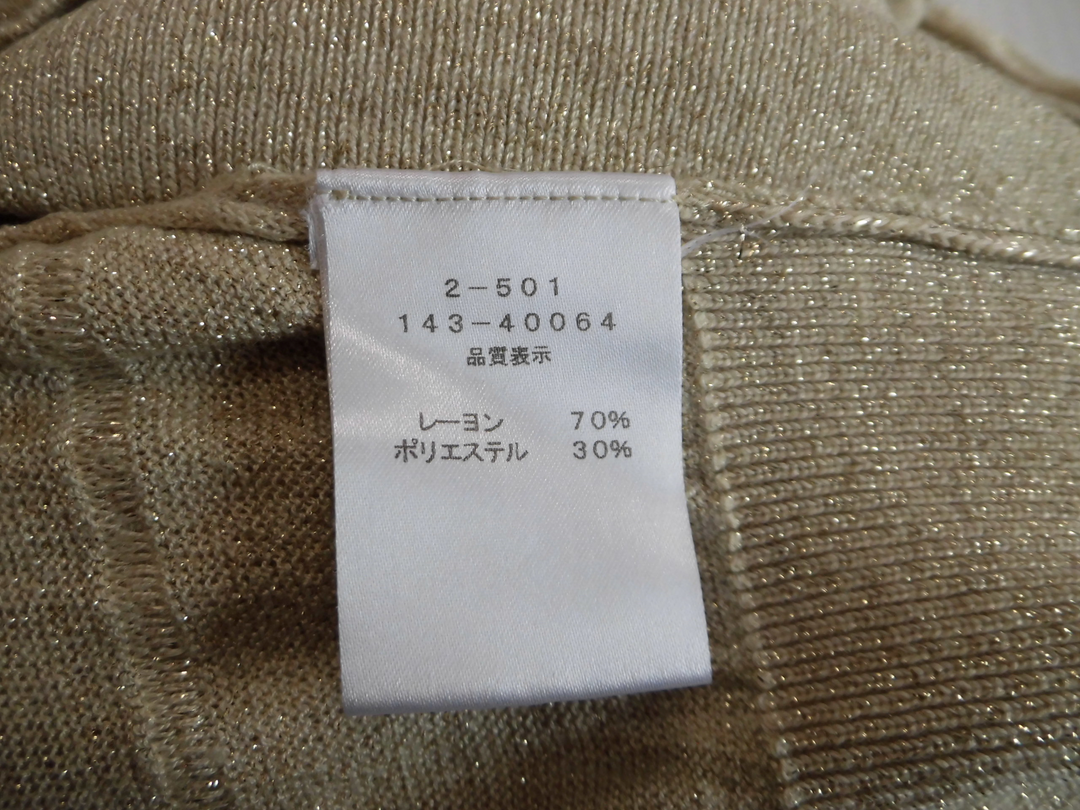 2-501
143-40064
品質表示
レーヨン 70%
ポリエステル 30%